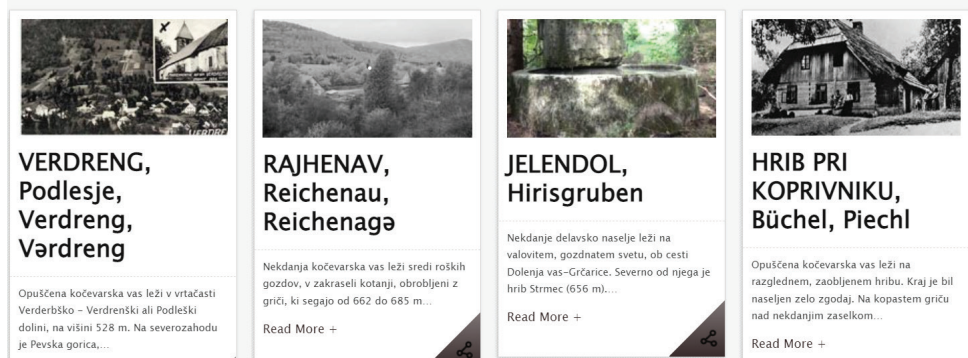 VERDRENG,
Podlesje,
Verdreng,
Vərdreng
Opuščena kočevarska vas leži v vrtačasti
Verderbško – Verdrenški ali Podleški
dolini, na višini 528 m. Na severozahodu
je Pevska gorica,…
RAJHENAV,
Reichenau,
Reichenagə
Nekdanja kočevarska vas leži sredi roških
gozdov, v zakraseli kotanji, obrobljeni z
griči, ki segajo od 662 do 685 m…
Read More +
JELENDOL,
Hirisgruben
Nekdanje delavsko naselje leži na
valovitem, gozdnatem svetu, ob cesti
Dolenja vas–Grčarice. Severno od njega je
hrib Strmec (656 m).…
Read More +
HRIB PRI
KOPRIVNIKU,
Büchel, Piechl
Opuščena kočevarska vas leži na
razglednem, zaobljenem hribu. Kraj je bil
naseljen zelo zgodaj. Na kopastem griču
nad nekdanjim zaselkom…
Read More +